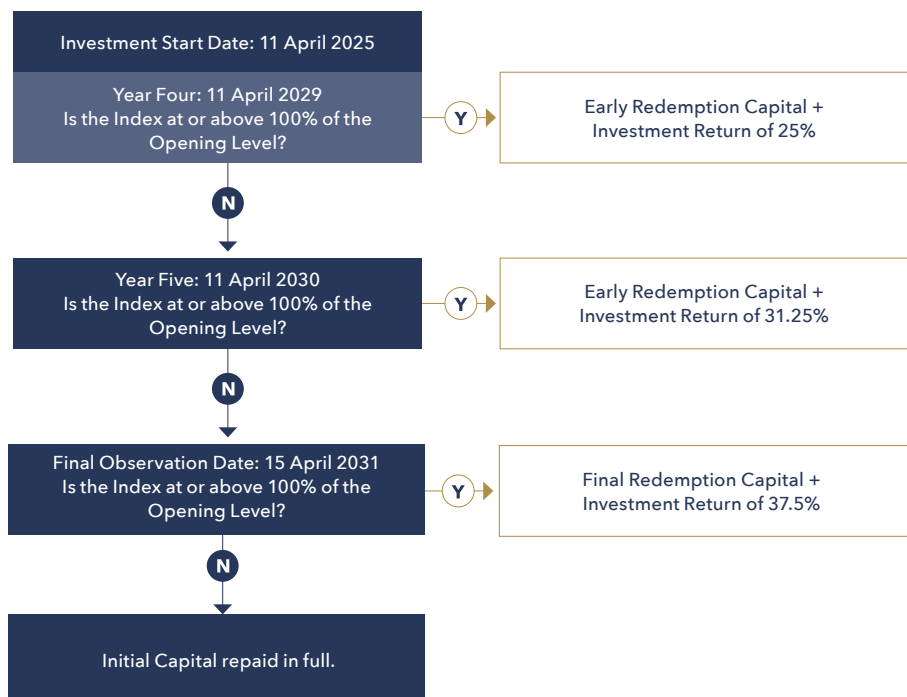 Investment Start Date: 11 April 2025
Year Four: 11 April 2029
Is the Index at or above 100% of the
Opening Level?
Y
Early Redemption Capital +
Investment Return of 25%
N
Year Five: 11 April 2030
Is the Index at or above 100% of the
Opening Level?
Y
Early Redemption Capital +
Investment Return of 31.25%
N
Final Observation Date: 15 April 2031
Is the Index at or above 100% of the
Opening Level?
Y
Final Redemption Capital +
Investment Return of 37.5%
N
Initial Capital repaid in full.